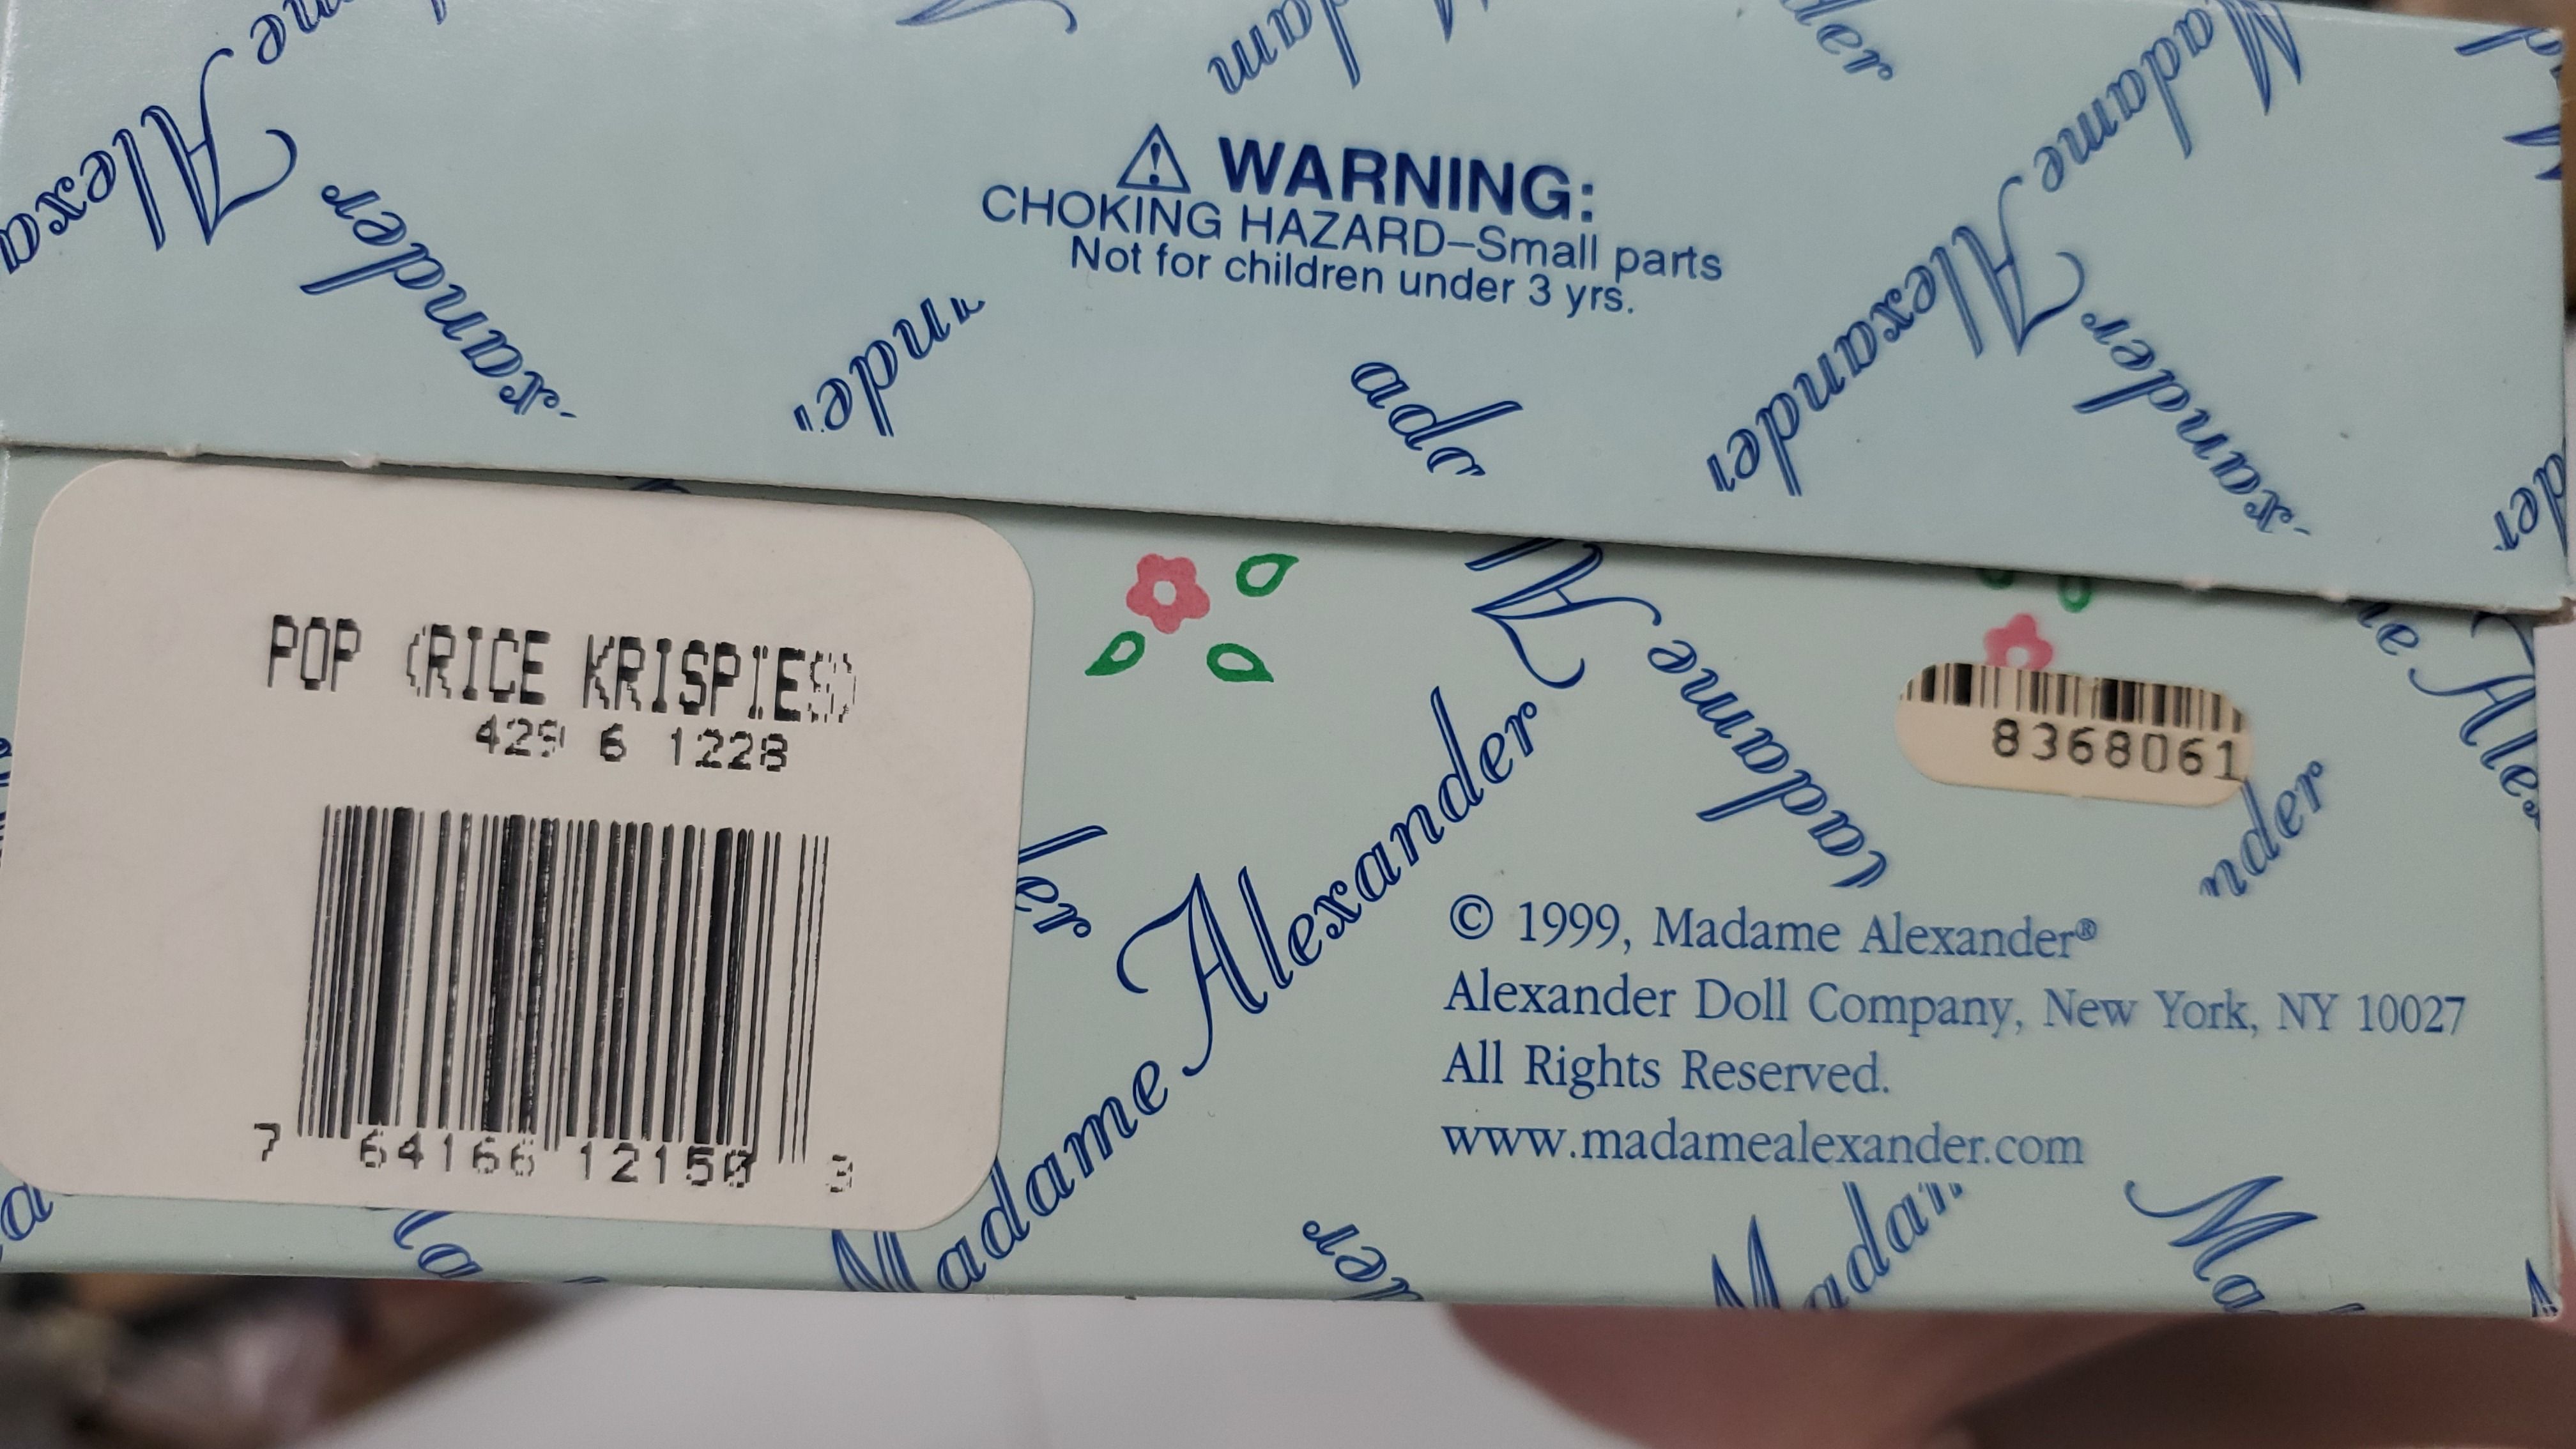 WARNING:
CHOKING HAZARD–Small parts
Not for children under 3 yrs.
Madame Alexander
POP (RICE KRISPIES)
6 1228
7 64166 12150 3
Madame Alexander
8368061
© 1999, Madame Alexander®
Alexander Doll Company, New York, NY 10027
All Rights Reserved.
www.madamealexander.com